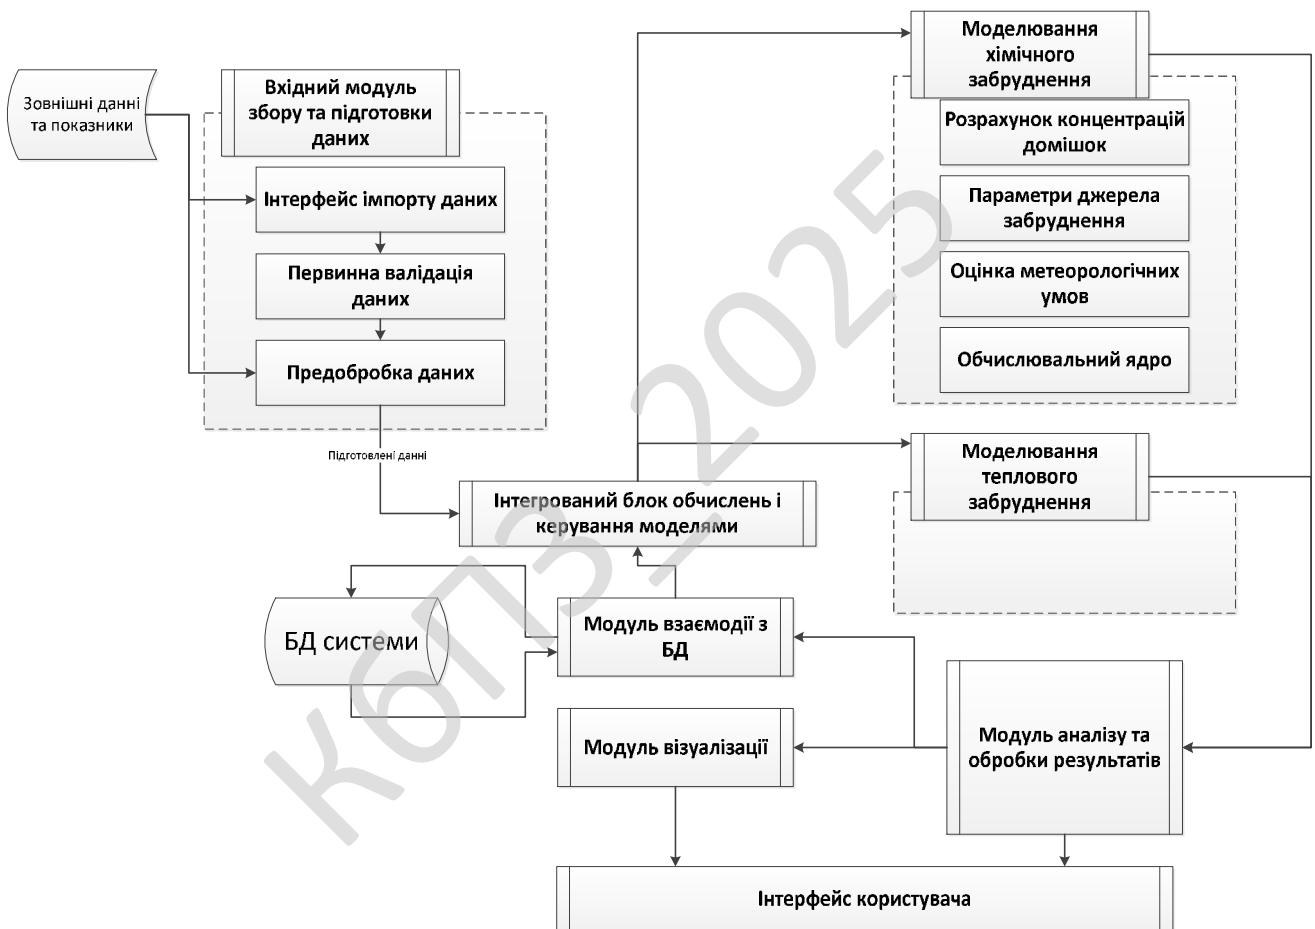 Зовнішні данні
та показники
Вхідний модуль
збору та підготовки
даних
Інтерфейс імпорту даних
Первинна валідація
даних
Предобробка даних
Підготовлені данні
Моделювання
хімічного
забруднення
Розрахунок концентрацій
домішок
Параметри джерела
забруднення
Оцінка метеорологічних
умов
Обчислювальний ядро
Моделювання
теплового
забруднення
Інтегрований блок обчислень і
керування моделями
БД системи
Модуль взаємодії з
БД
Модуль візуалізації
Модуль аналізу та
обробки результатів
Інтерфейс користувача
КбПЗ_2025